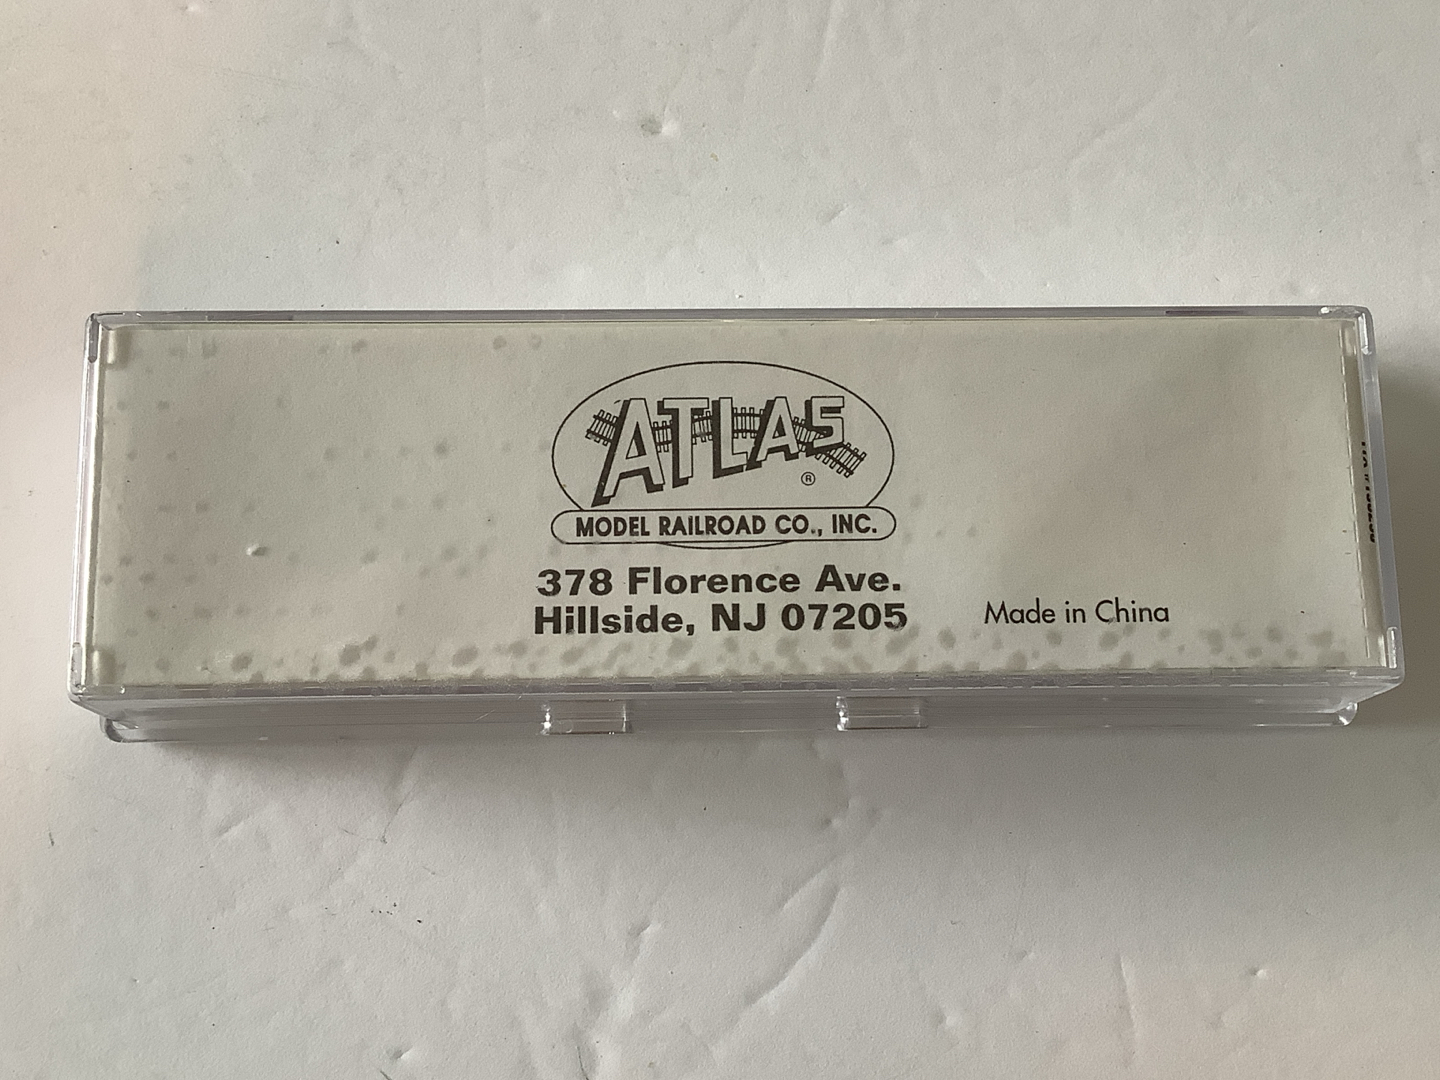 ATLAS
®
MODEL RAILROAD CO., INC.
378 Florence Ave.
Hillside, NJ 07205
Made in China